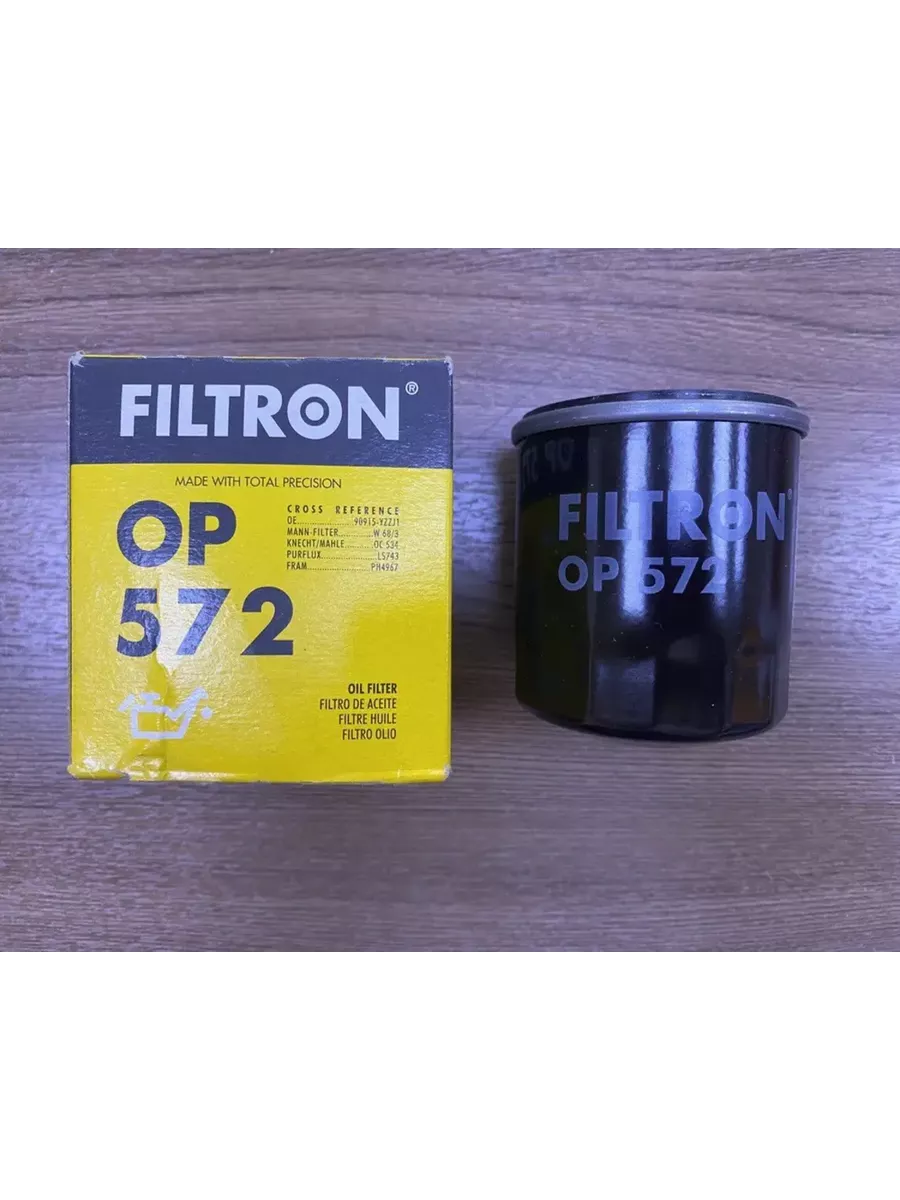 FILTRON®
MADE WITH TOTAL PRECISION
OP
572
CROSS REFERENCE
OE.....................90915-YZZJ1
MANN-FILTER.............W 68/3
KNECHT/MAHLE..........OC 534
PURFLUX......................LS743
FRAM.........................PH4967
OIL FILTER
FILTRO DE ACEITE
FILTRE HUILE
FILTRO OLIO
FILTRON®
OP 572